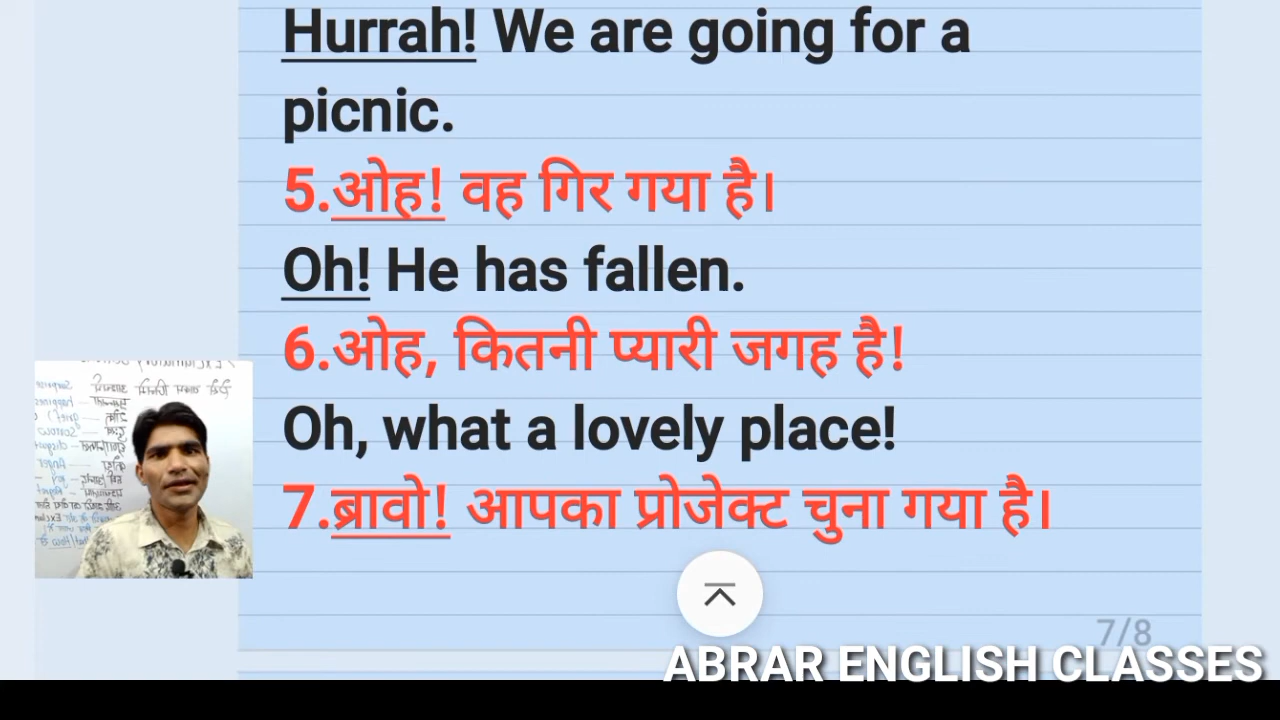 Hurrah! We are going for a
picnic.
5.ओह! वह गिर गया है।
Oh! He has fallen.
6.ओह, कितनी प्यारी जगह है!
Oh, what a lovely place!
7.ब्रावो! आपका प्रोजेक्ट चुना गया है।
7/8
ABRAR ENGLISH CLASSES